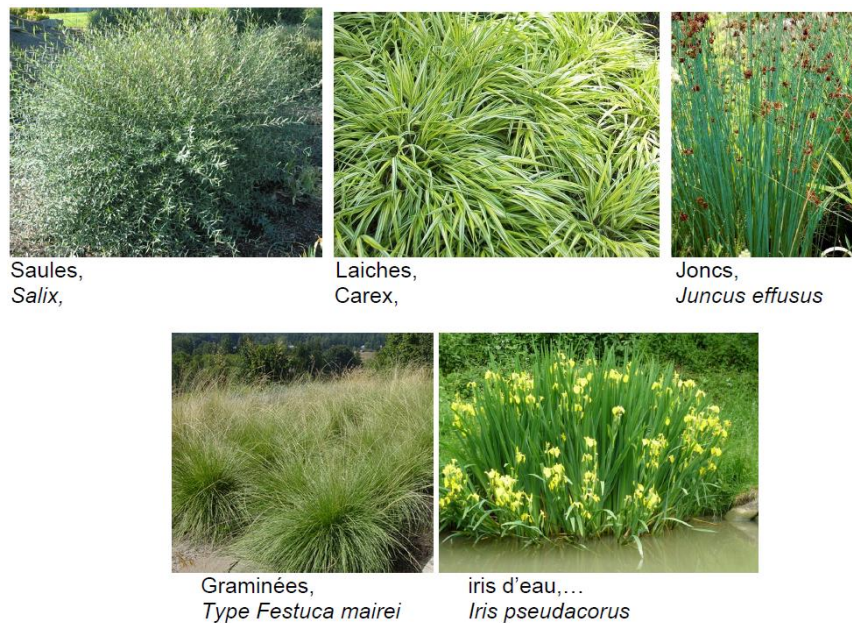 Saules,
Salix,
Laiches,
Carex,
Joncs,
Juncus effusus
Graminées,
Type Festuca mairei
iris d’eau,…
Iris pseudacorus